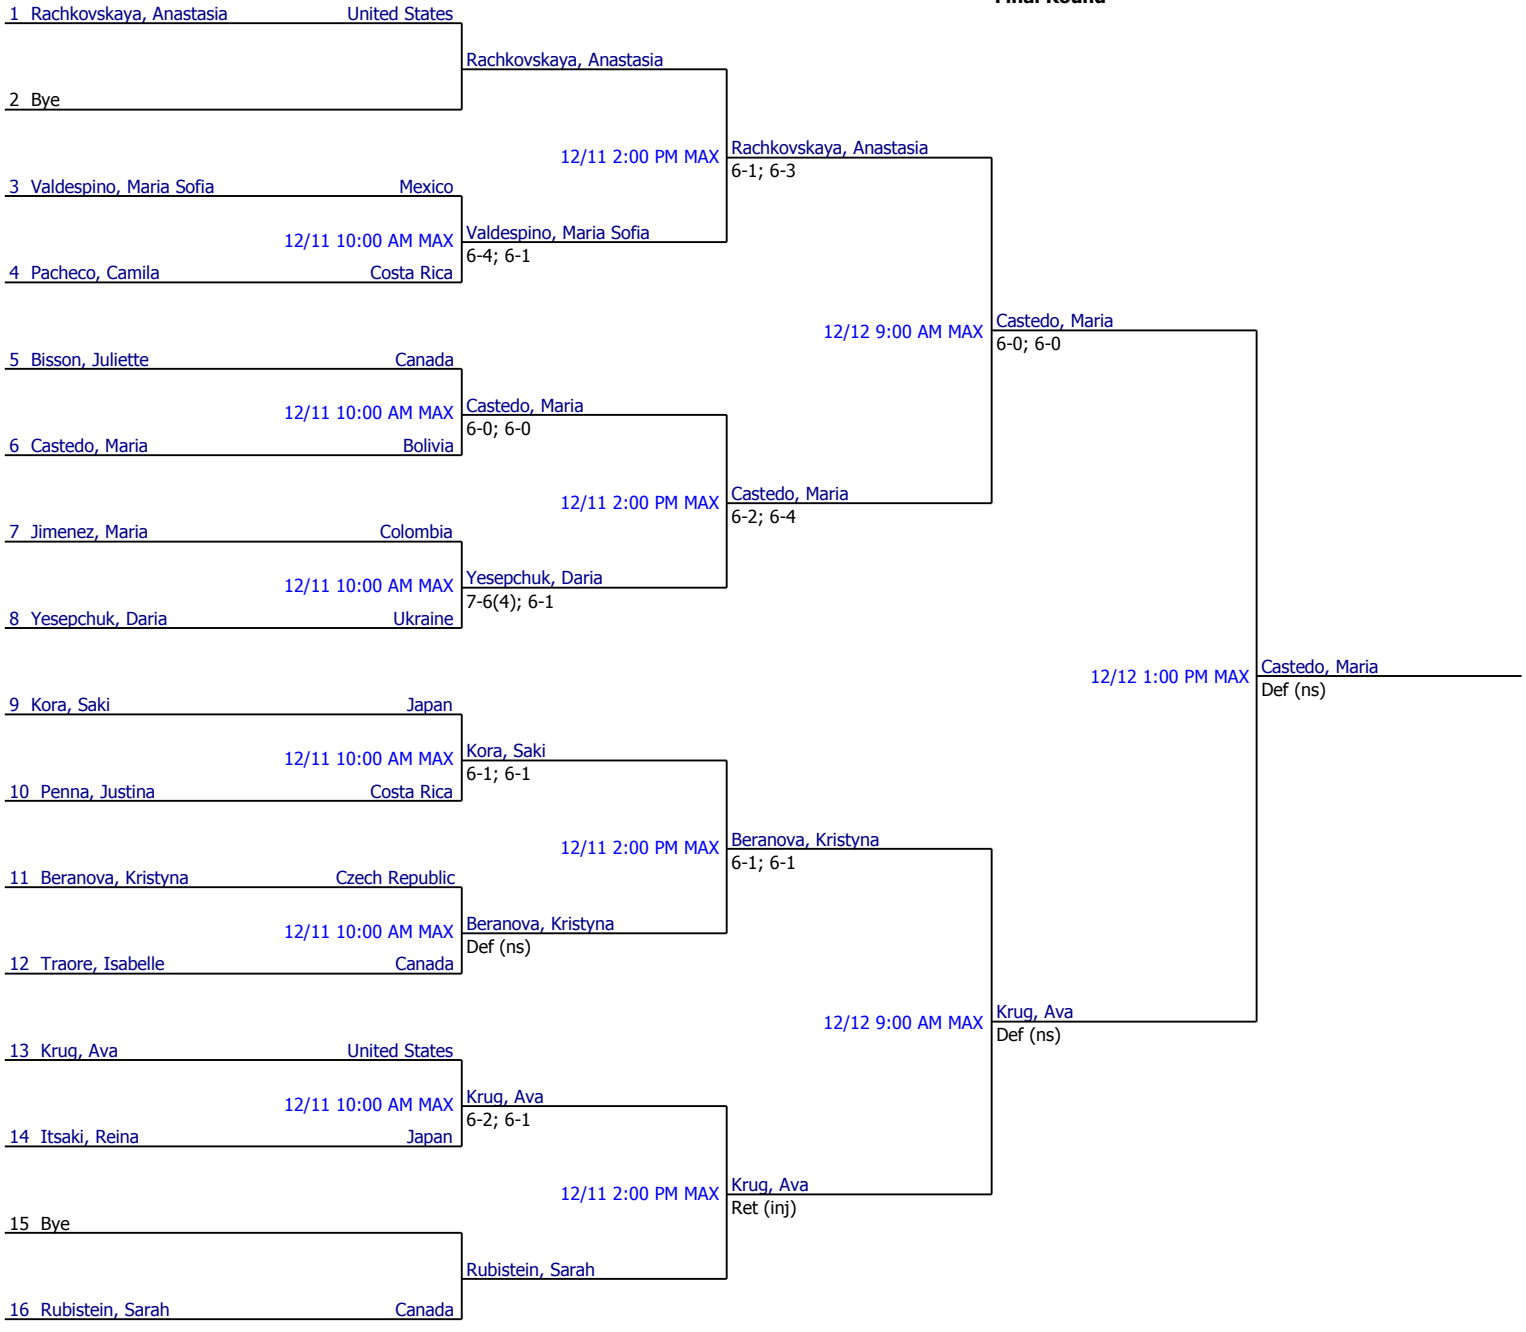 Final Round
1 Rachkovskaya, Anastasia United States
Rachkovskaya, Anastasia
2 Bye
12/11 2:00 PM MAX Rachkovskaya, Anastasia
6-1; 6-3
3 Valdespino, Maria Sofia Mexico
12/11 10:00 AM MAX Valdespino, Maria Sofia
6-4; 6-1
4 Pacheco, Camila Costa Rica
12/12 9:00 AM MAX Castedo, Maria
6-0; 6-0
5 Bisson, Juliette Canada
12/11 10:00 AM MAX Castedo, Maria
6-0; 6-0
6 Castedo, Maria Bolivia
12/11 2:00 PM MAX Castedo, Maria
6-2; 6-4
7 Jimenez, Maria Colombia
12/11 10:00 AM MAX Yesepchuk, Daria
7-6(4); 6-1
8 Yesepchuk, Daria Ukraine
12/12 1:00 PM MAX Castedo, Maria
Def (ns)
9 Kora, Saki Japan
12/11 10:00 AM MAX Kora, Saki
6-1; 6-1
10 Penna, Justina Costa Rica
12/11 2:00 PM MAX Beranova, Kristyna
6-1; 6-1
11 Beranova, Kristyna Czech Republic
12/11 10:00 AM MAX Beranova, Kristyna
Def (ns)
12 Traore, Isabelle Canada
12/12 9:00 AM MAX Krug, Ava
Def (ns)
13 Krug, Ava United States
12/11 10:00 AM MAX Krug, Ava
6-2; 6-1
14 Itsaki, Reina Japan
12/11 2:00 PM MAX Krug, Ava
Ret (inj)
15 Bye
Rubistein, Sarah
16 Rubistein, Sarah Canada